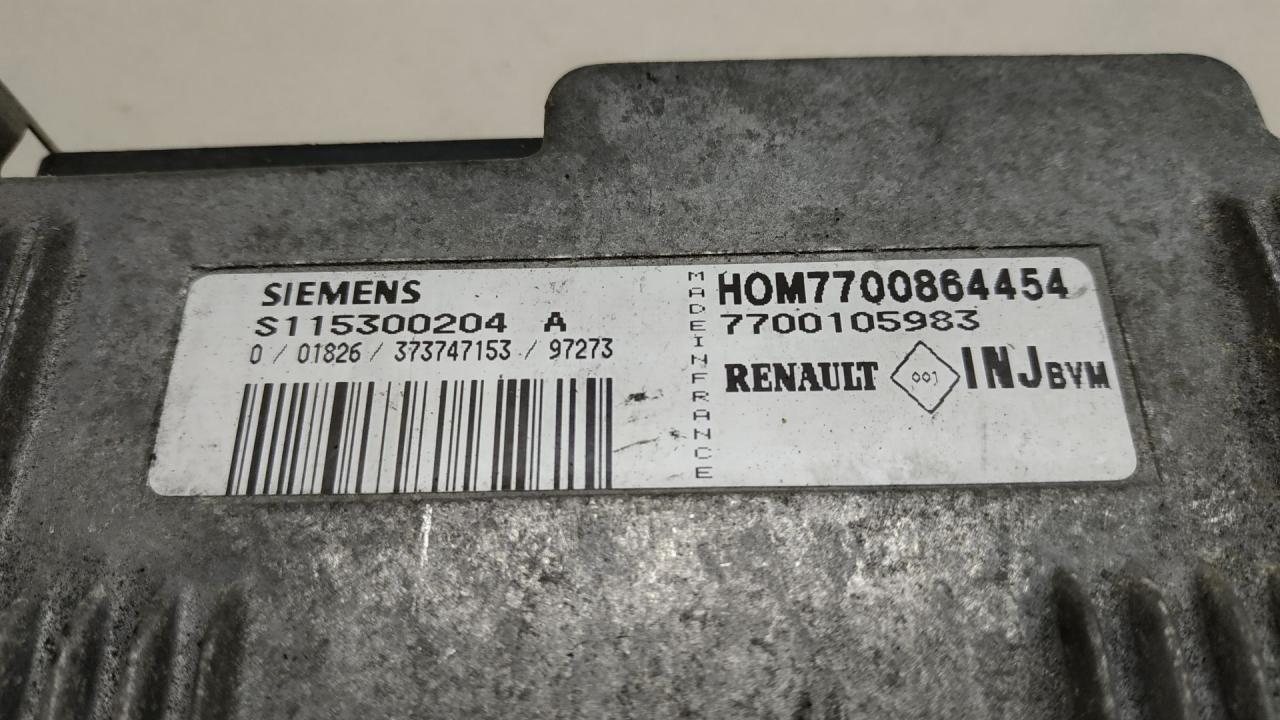 SIEMENS
S115300204 A
0 / 01826 / 373747153 / 97273
MADE IN FRANCE
HOM7700864454
7700105983
RENAULT 001 INJ BVM